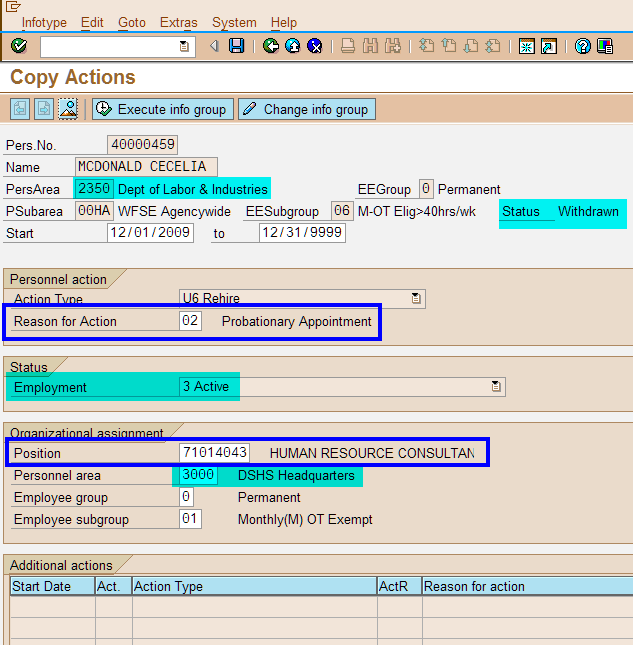 Infotype Edit Goto Extras System Help
Copy Actions
Execute info group Change info group
Pers.No. 40000459
Name MCDONALD CECELIA
PersArea 2350 Dept of Labor & Industries EEGroup 0 Permanent
PSubarea 00HA WFSE Agencywide EESubgroup 06 M-OT Elig>40hrs/wk Status Withdrawn
Start 12/01/2009 to 12/31/9999
Personnel action
Action Type U6 Rehire
Reason for Action 02 Probationary Appointment
Status
Employment 3 Active
Organizational assignment
Position 71014043 HUMAN RESOURCE CONSULTAN
Personnel area 3000 DSHS Headquarters
Employee group 0 Permanent
Employee subgroup 01 Monthly(M) OT Exempt
Additional actions
Start Date Act. Action Type ActR Reason for action